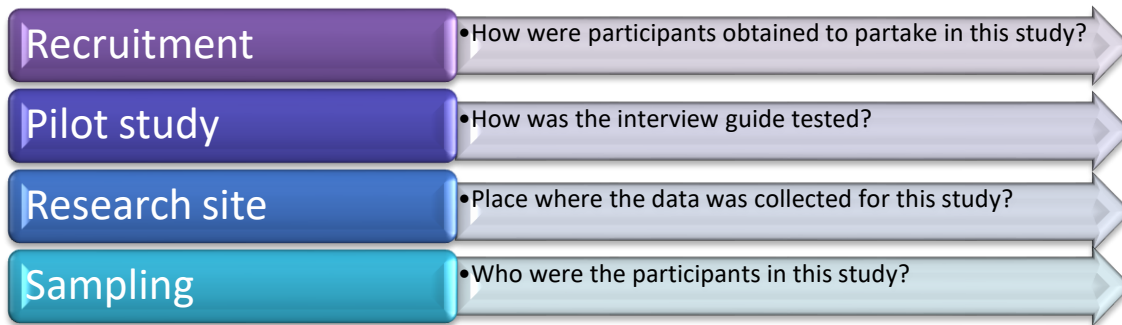 Recruitment
•How were participants obtained to partake in this study?
Pilot study
•How was the interview guide tested?
Research site
•Place where the data was collected for this study?
Sampling
•Who were the participants in this study?